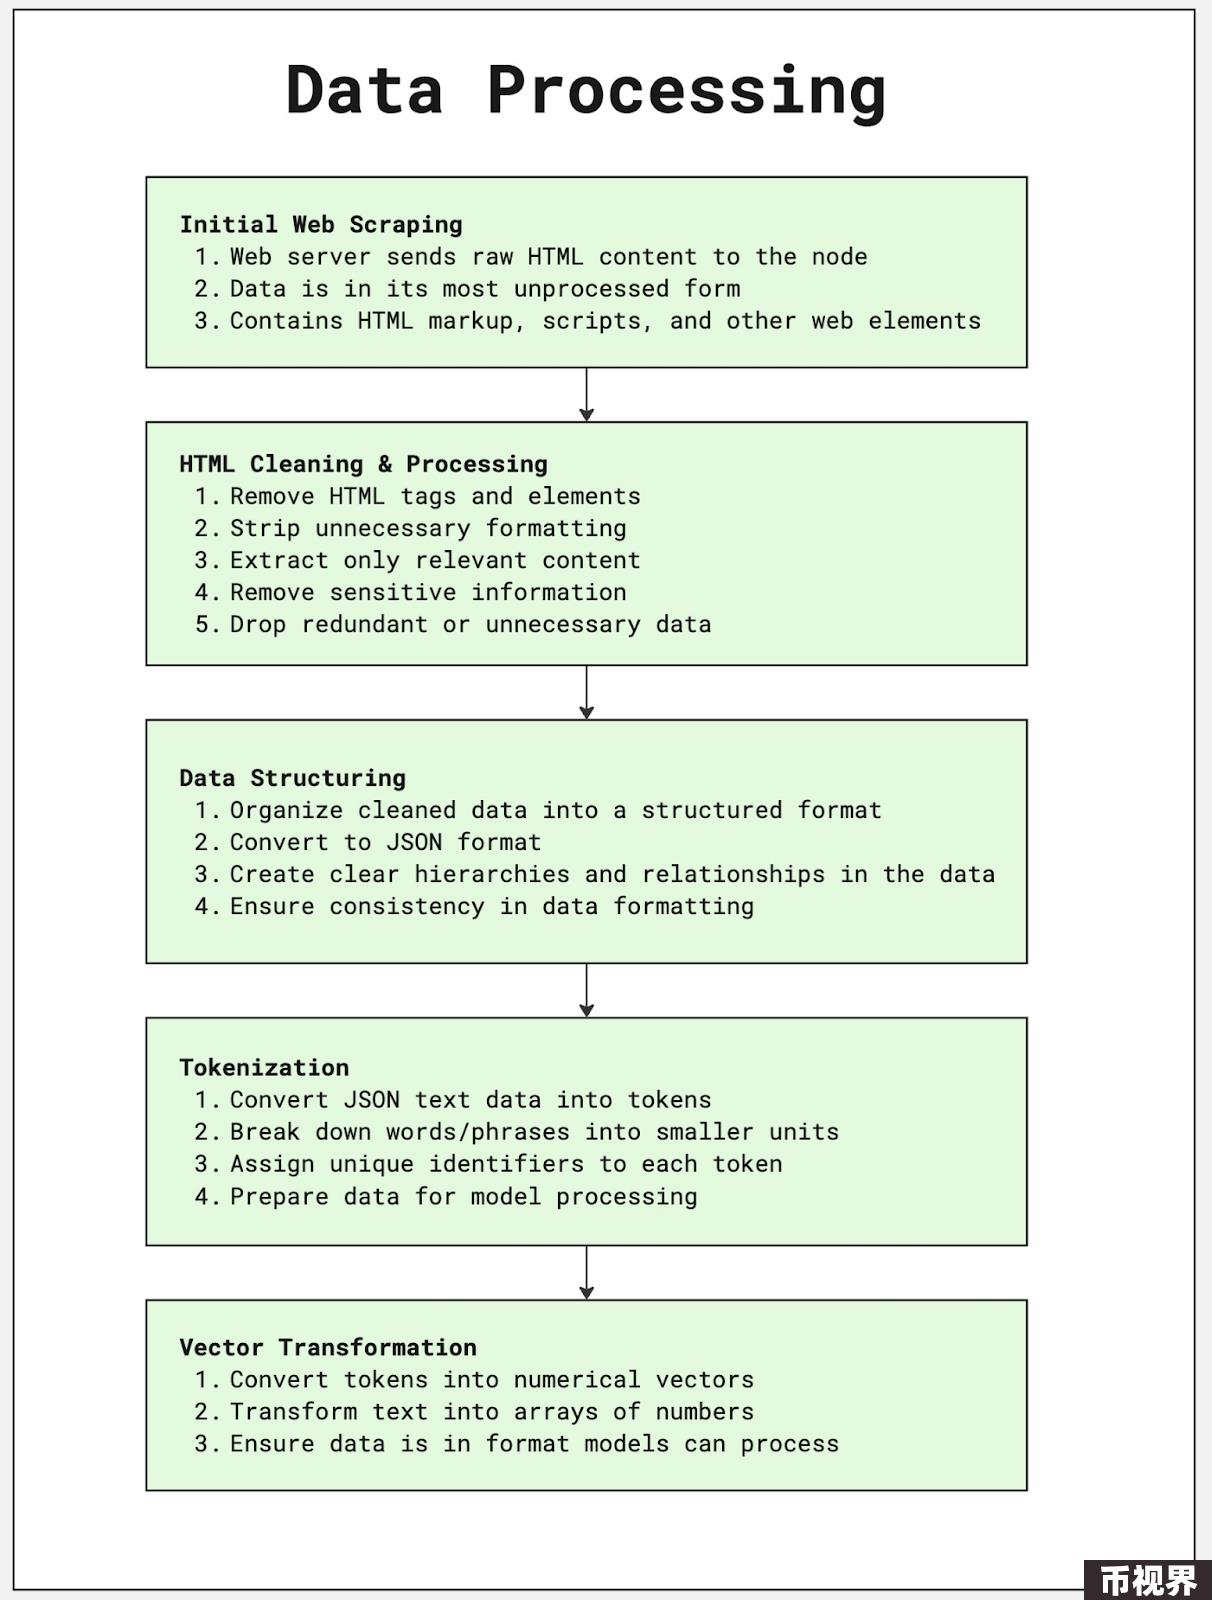 Data Processing
Initial Web Scraping
1. Web server sends raw HTML content to the node
2. Data is in its most unprocessed form
3. Contains HTML markup, scripts, and other web elements
HTML Cleaning & Processing
1. Remove HTML tags and elements
2. Strip unnecessary formatting
3. Extract only relevant content
4. Remove sensitive information
5. Drop redundant or unnecessary data
Data Structuring
1. Organize cleaned data into a structured format
2. Convert to JSON format
3. Create clear hierarchies and relationships in the data
4. Ensure consistency in data formatting
Tokenization
1. Convert JSON text data into tokens
2. Break down words/phrases into smaller units
3. Assign unique identifiers to each token
4. Prepare data for model processing
Vector Transformation
1. Convert tokens into numerical vectors
2. Transform text into arrays of numbers
3. Ensure data is in format models can process
币视界